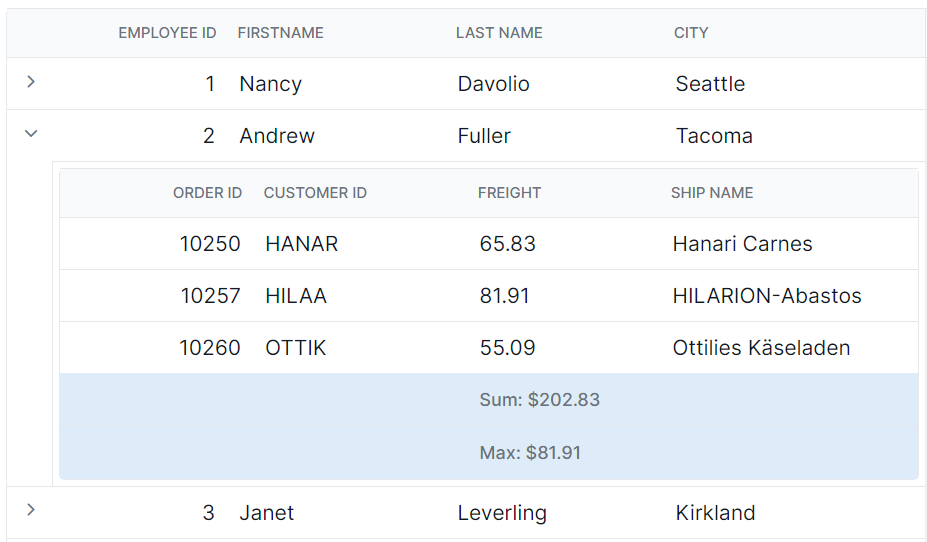 EMPLOYEE ID FIRSTNAME LAST NAME CITY
1 Nancy Davolio Seattle
2 Andrew Fuller Tacoma
ORDER ID CUSTOMER ID FREIGHT SHIP NAME
10250 HANAR 65.83 Hanari Carnes
10257 HILAA 81.91 HILARION-Abastos
10260 OTTIK 55.09 Ottilies Käseladen
Sum: $202.83
Max: $81.91
3 Janet Leverling Kirkland